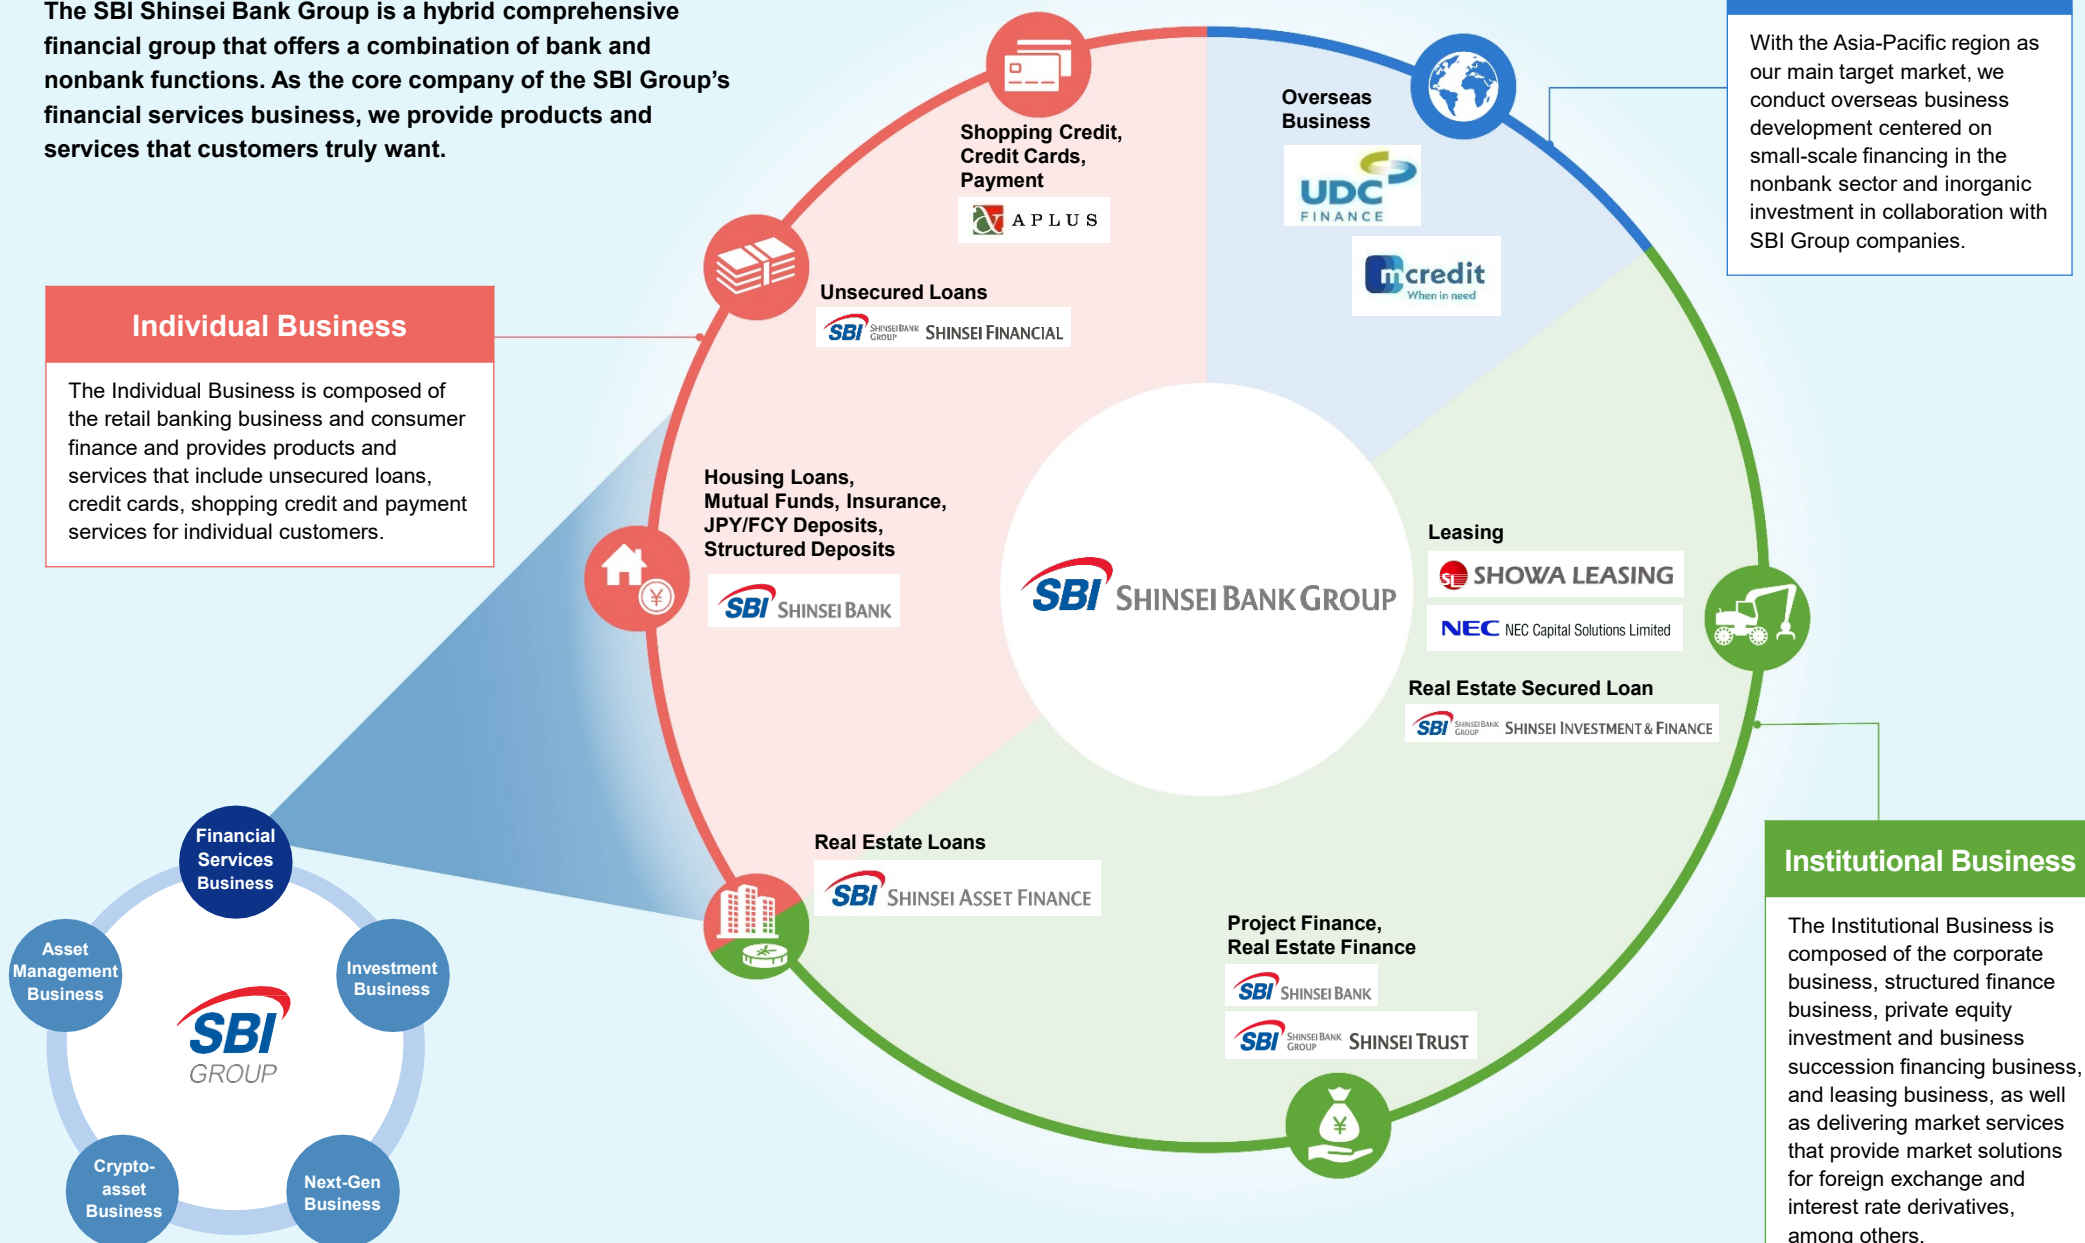 The SBI Shinsei Bank Group is a hybrid comprehensive
financial group that offers a combination of bank and
nonbank functions. As the core company of the SBI Group's
financial services business, we provide products and
services that customers truly want.
Individual Business
The Individual Business is composed of
the retail banking business and consumer
finance and provides products and
services that include unsecured loans,
credit cards, shopping credit and payment
services for individual customers.
Shopping Credit,
Credit Cards,
Payment
APLUS
Unsecured Loans
SBI SHINSEI BANK GROUP SHINSEI FINANCIAL
Housing Loans,
Mutual Funds, Insurance,
JPY/FCY Deposits,
Structured Deposits
SBI SHINSEI BANK
Real Estate Loans
SBI SHINSEI ASSET FINANCE
Overseas
Business
UDC
FINANCE
mcredit
When in need
With the Asia-Pacific region as
our main target market, we
conduct overseas business
development centered on
small-scale financing in the
nonbank sector and inorganic
investment in collaboration with
SBI Group companies.
SBI SHINSEI BANK GROUP
Leasing
SL SHOWA LEASING
NEC NEC Capital Solutions Limited
Real Estate Secured Loan
SBI SHINSEI BANK GROUP SHINSEI INVESTMENT & FINANCE
Project Finance,
Real Estate Finance
SBI SHINSEI BANK
SBI SHINSEI BANK GROUP SHINSEI TRUST
Institutional Business
The Institutional Business is
composed of the corporate
business, structured finance
business, private equity
investment and business
succession financing business,
and leasing business, as well
as delivering market services
that provide market solutions
for foreign exchange and
interest rate derivatives,
among others.
Financial
Services
Business
Asset
Management
Business
Investment
Business
SBI
GROUP
Crypto-
asset
Business
Next-Gen
Business
¥
¥